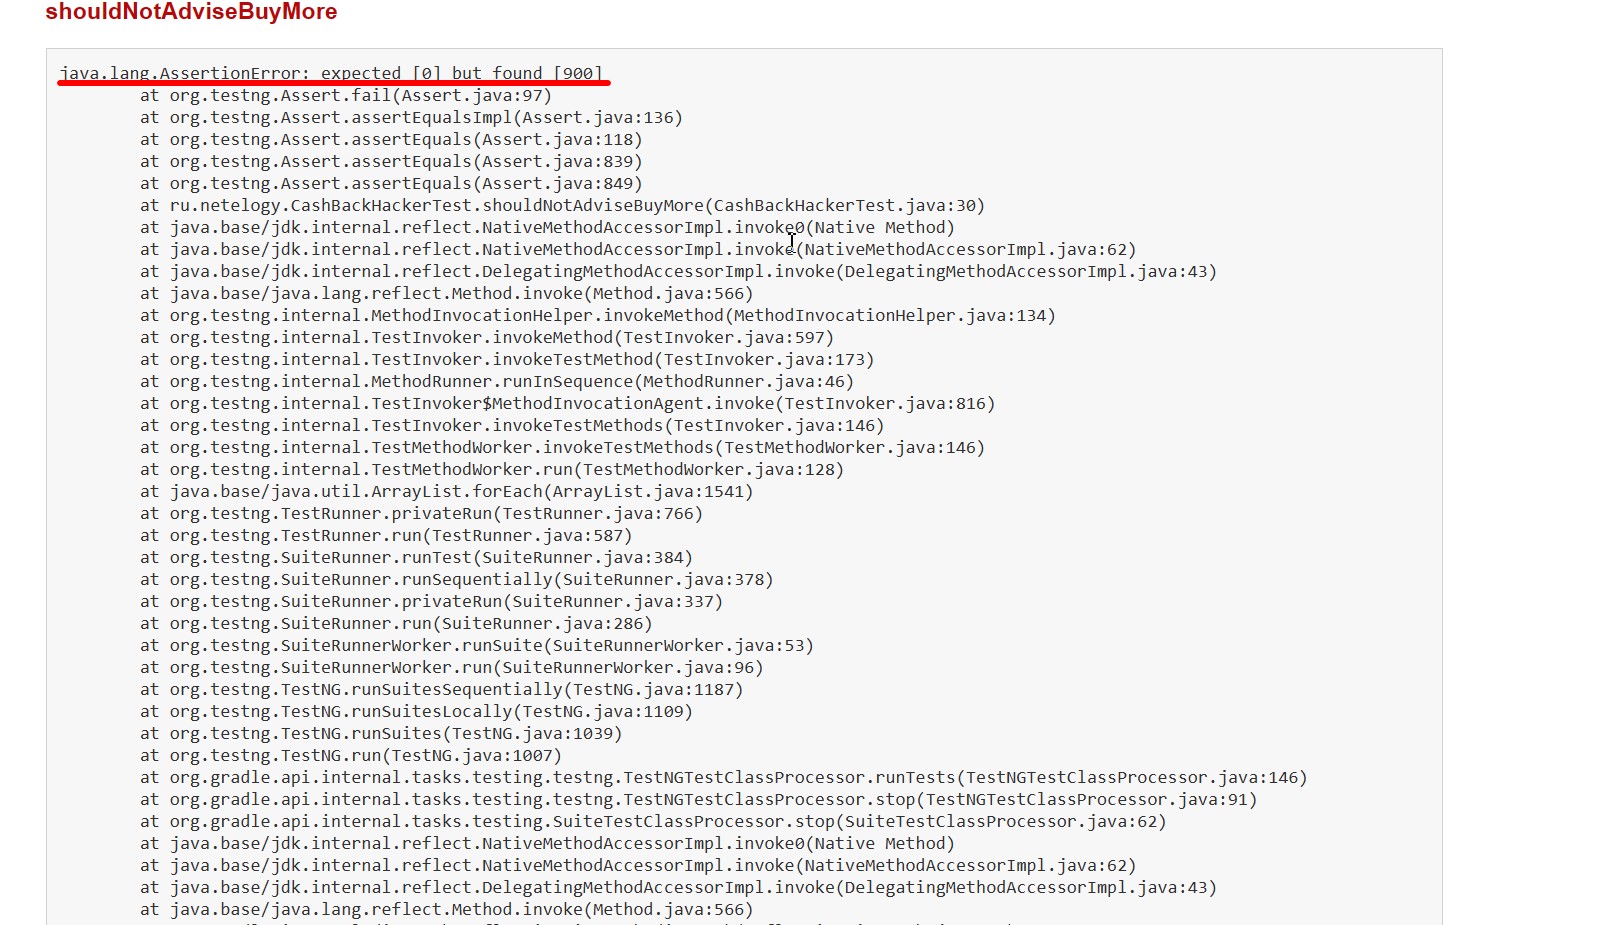 shouldNotAdviseBuyMore
java.lang.AssertionError: expected [0] but found [900]
at org.testng.Assert.fail(Assert.java:97)
at org.testng.Assert.assertEqualsImpl(Assert.java:136)
at org.testng.Assert.assertEquals(Assert.java:118)
at org.testng.Assert.assertEquals(Assert.java:839)
at org.testng.Assert.assertEquals(Assert.java:849)
at ru.netelogy.CashBackHackerTest.shouldNotAdviseBuyMore(CashBackHackerTest.java:30)
at java.base/jdk.internal.reflect.NativeMethodAccessorImpl.invoke0(Native Method)
at java.base/jdk.internal.reflect.NativeMethodAccessorImpl.invoke(NativeMethodAccessorImpl.java:62)
at java.base/jdk.internal.reflect.DelegatingMethodAccessorImpl.invoke(DelegatingMethodAccessorImpl.java:43)
at java.base/java.lang.reflect.Method.invoke(Method.java:566)
at org.testng.internal.MethodInvocationHelper.invokeMethod(MethodInvocationHelper.java:134)
at org.testng.internal.TestInvoker.invokeMethod(TestInvoker.java:597)
at org.testng.internal.TestInvoker.invokeTestMethod(TestInvoker.java:173)
at org.testng.internal.MethodRunner.runInSequence(MethodRunner.java:46)
at org.testng.internal.TestInvoker$MethodInvocationAgent.invoke(TestInvoker.java:816)
at org.testng.internal.TestInvoker.invokeTestMethods(TestInvoker.java:146)
at org.testng.internal.TestMethodWorker.invokeTestMethods(TestMethodWorker.java:146)
at org.testng.internal.TestMethodWorker.run(TestMethodWorker.java:128)
at java.base/java.util.ArrayList.forEach(ArrayList.java:1541)
at org.testng.TestRunner.privateRun(TestRunner.java:766)
at org.testng.TestRunner.run(TestRunner.java:587)
at org.testng.SuiteRunner.runTest(SuiteRunner.java:384)
at org.testng.SuiteRunner.runSequentially(SuiteRunner.java:378)
at org.testng.SuiteRunner.privateRun(SuiteRunner.java:337)
at org.testng.SuiteRunner.run(SuiteRunner.java:286)
at org.testng.SuiteRunnerWorker.runSuite(SuiteRunnerWorker.java:53)
at org.testng.SuiteRunnerWorker.run(SuiteRunnerWorker.java:96)
at org.testng.TestNG.runSuitesSequentially(TestNG.java:1187)
at org.testng.TestNG.runSuitesLocally(TestNG.java:1109)
at org.testng.TestNG.runSuites(TestNG.java:1039)
at org.testng.TestNG.run(TestNG.java:1007)
at org.gradle.api.internal.tasks.testing.testng.TestNGTestClassProcessor.runTests(TestNGTestClassProcessor.java:146)
at org.gradle.api.internal.tasks.testing.testng.TestNGTestClassProcessor.stop(TestNGTestClassProcessor.java:91)
at org.gradle.api.internal.tasks.testing.SuiteTestClassProcessor.stop(SuiteTestClassProcessor.java:62)
at java.base/jdk.internal.reflect.NativeMethodAccessorImpl.invoke0(Native Method)
at java.base/jdk.internal.reflect.NativeMethodAccessorImpl.invoke(NativeMethodAccessorImpl.java:62)
at java.base/jdk.internal.reflect.DelegatingMethodAccessorImpl.invoke(DelegatingMethodAccessorImpl.java:43)
at java.base/java.lang.reflect.Method.invoke(Method.java:566)